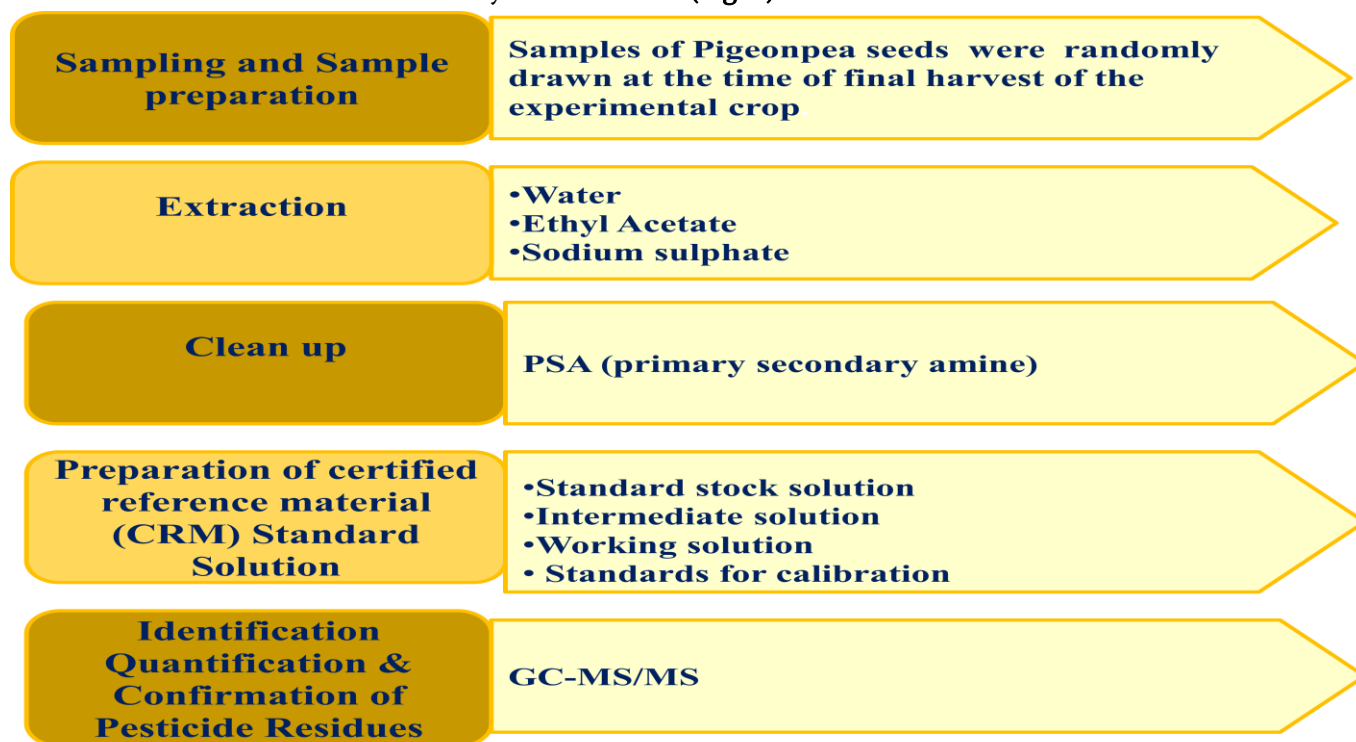 Sampling and Sample
preparation
Samples of Pigeonpea seeds were randomly
drawn at the time of final harvest of the
experimental crop.
Extraction
•Water
•Ethyl Acetate
•Sodium sulphate
Clean up
PSA (primary secondary amine)
Preparation of certified
reference material
(CRM) Standard
Solution
•Standard stock solution
•Intermediate solution
•Working solution
• Standards for calibration
Identification
Quantification &
Confirmation of
Pesticide Residues
GC-MS/MS